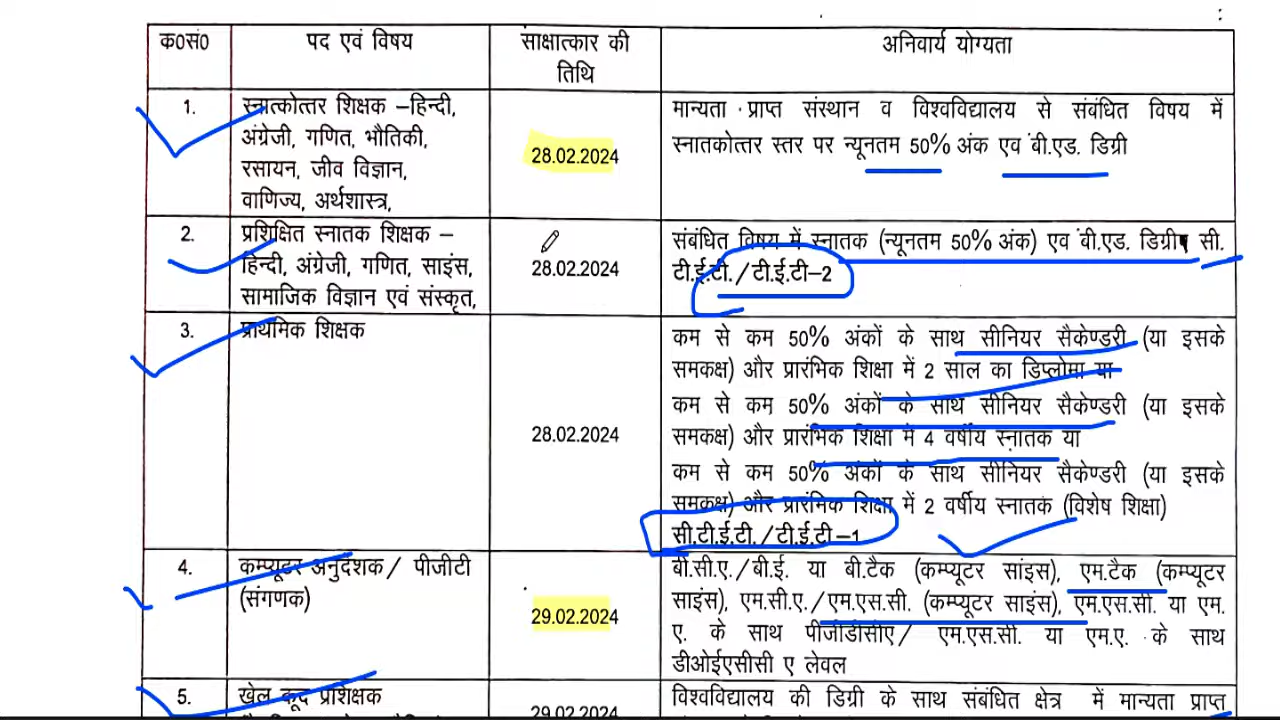 क0सं0
पद एवं विषय
साक्षात्कार की
तिथि
अनिवार्य योग्यता
1.
स्नात्कोत्तर शिक्षक –हिन्दी,
अंग्रेजी, गणित, भौतिकी,
रसायन, जीव विज्ञान,
वाणिज्य, अर्थशास्त्र,
28.02.2024
मान्यता प्राप्त संस्थान व विश्वविद्यालय से संबंधित विषय में
स्नातकोत्तर स्तर पर न्यूनतम 50% अंक एव बी.एड. डिग्री
2.
प्रशिक्षित स्नातक शिक्षक –
हिन्दी, अंग्रेजी, गणित, साइंस,
सामाजिक विज्ञान एवं संस्कृत,
28.02.2024
संबंधित विषय में स्नातक (न्यूनतम 50% अंक) एवं बी.एड. डिग्री सी.
टी.ई.टी./टी.ई.टी–2
3.
प्राथमिक शिक्षक
28.02.2024
कम से कम 50% अंकों के साथ सीनियर सैकेण्डरी (या इसके
समकक्ष) और प्रारंभिक शिक्षा में 2 साल का डिप्लोमा या
कम से कम 50% अंकों के साथ सीनियर सैकेण्डरी (या इसके
समकक्ष) और प्रारंभिक शिक्षा में 4 वर्षीय स्नातक या
कम से कम 50% अंकों के साथ सीनियर सैकेण्डरी (या इसके
समकक्ष) और प्रारंभिक शिक्षा में 2 वर्षीय स्नातक (विशेष शिक्षा)
सी.टी.ई.टी./टी.ई.टी–1
4.
कम्प्यूटर अनुदेशक/ पीजीटी
(संगणक)
29.02.2024
बी.सी.ए./बी.ई. या बी.टैक (कम्प्यूटर सांइस), एम.टैक (कम्प्यूटर
साइंस), एम.सी.ए./एम.एस.सी. (कम्प्यूटर साइंस), एम.एस.सी. या एम.
ए. के साथ पीजीडीसीए/ एम.एस.सी. या एम.ए. के साथ
डीओईएसीसी ए लेवल
5.
खेल कूद प्रशिक्षक
29.02.2024
विश्वविद्यालय की डिग्री के साथ संबंधित क्षेत्र में मान्यता प्राप्त